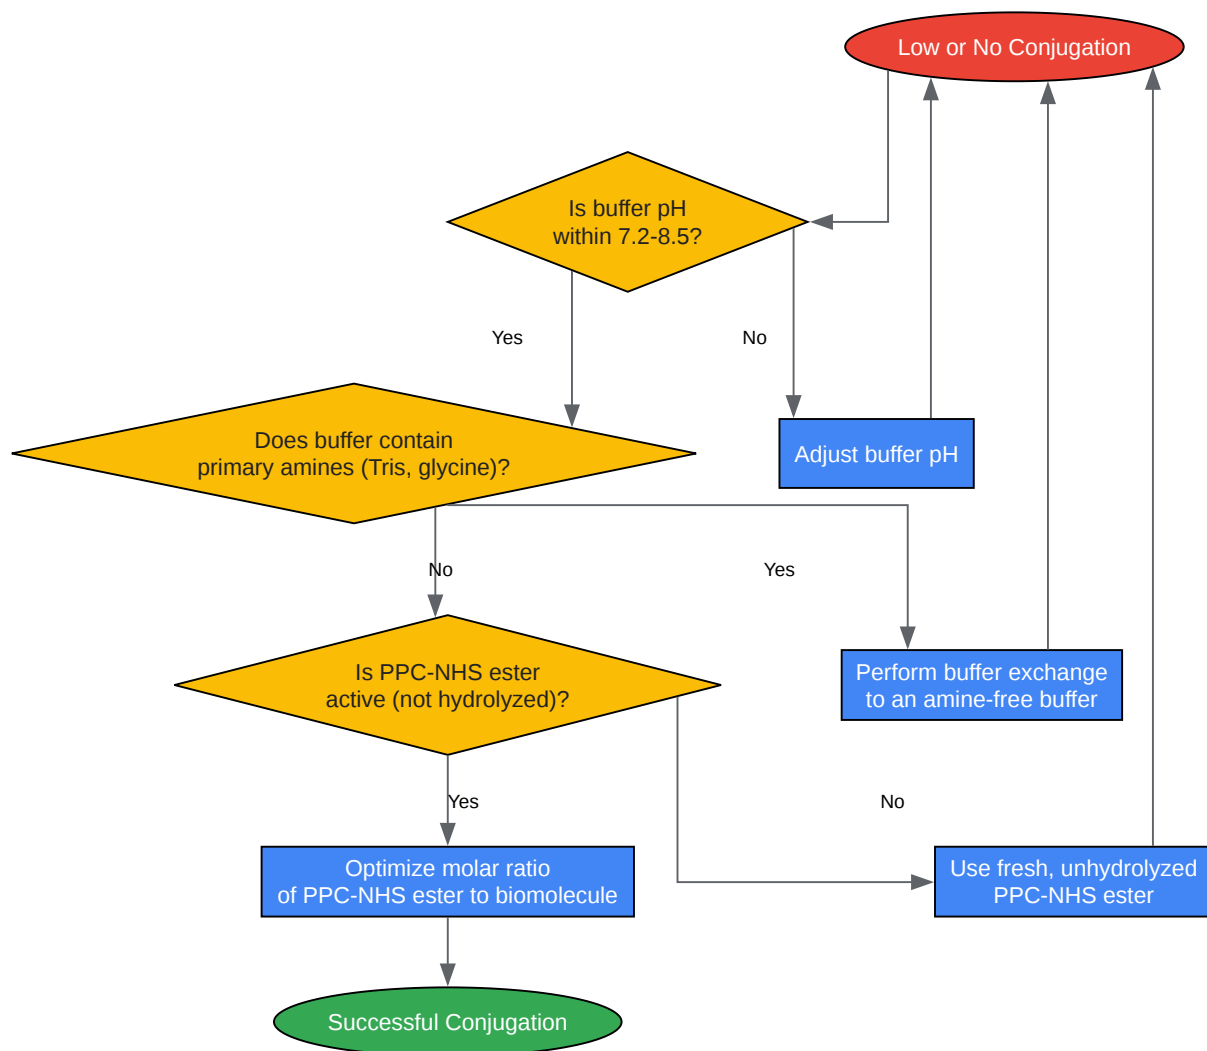 Low or No Conjugation
Is buffer pH
within 7.2-8.5?
Yes
No
Does buffer contain
primary amines (Tris, glycine)?
Adjust buffer pH
No
Yes
Is PPC-NHS ester
active (not hydrolyzed)?
Perform buffer exchange
to an amine-free buffer
Yes
No
Optimize molar ratio
of PPC-NHS ester to biomolecule
Use fresh, unhydrolyzed
PPC-NHS ester
Successful Conjugation